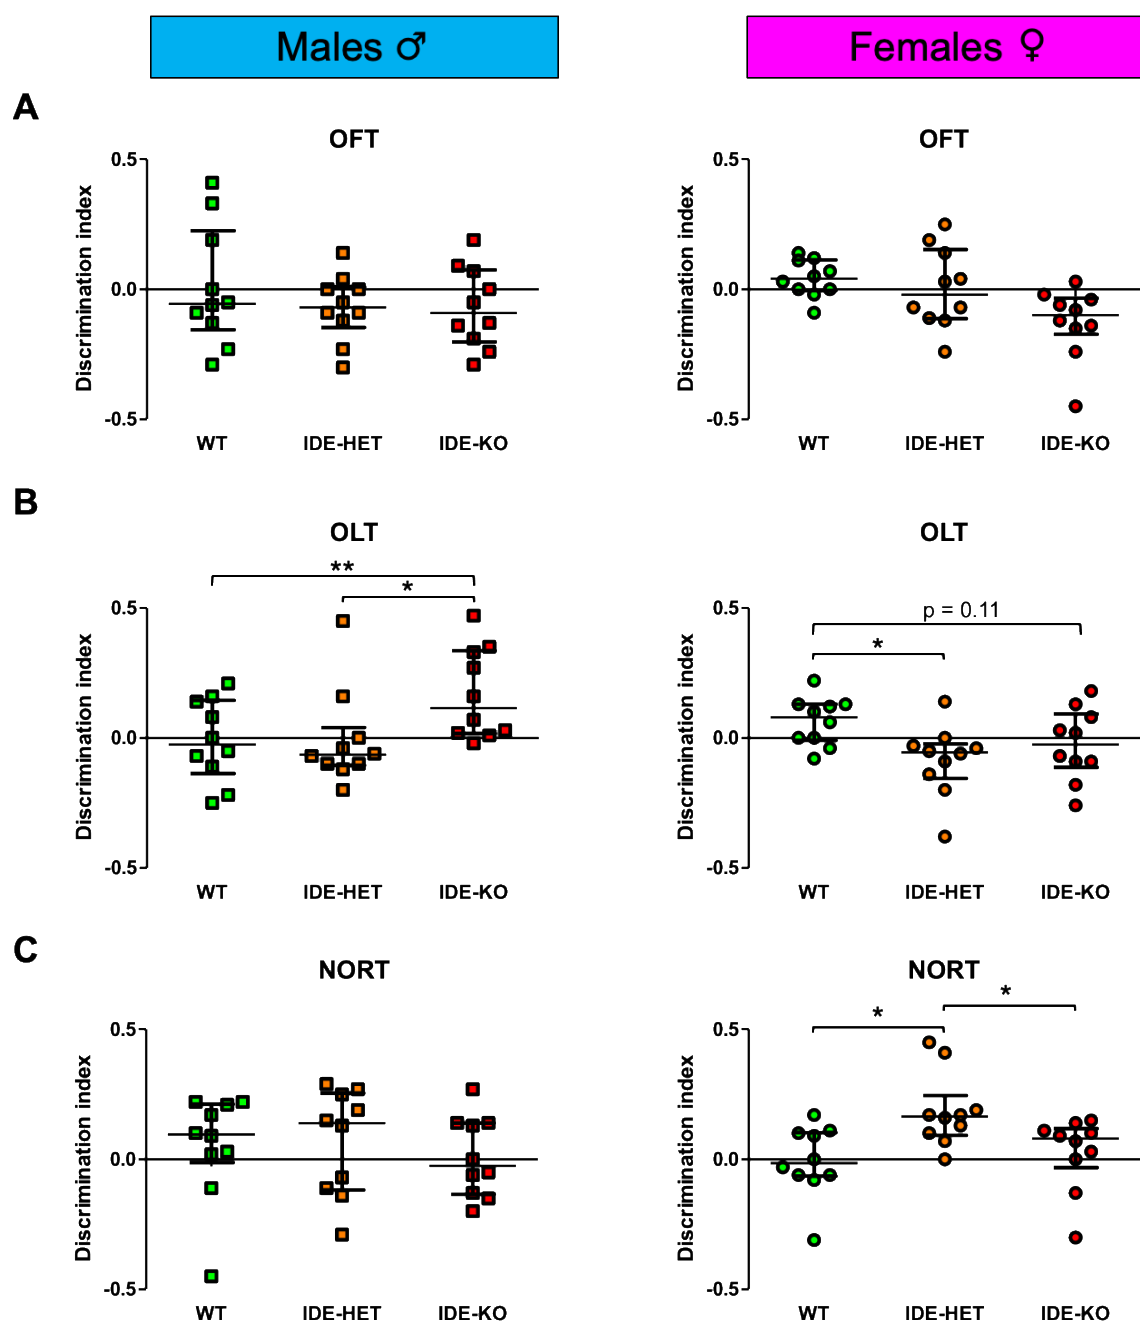 Males ♂
Females ♀
A
OFT
Discrimination index
0.5
0.0
-0.5
WT
IDE-HET
IDE-KO
OFT
Discrimination index
0.5
0.0
-0.5
WT
IDE-HET
IDE-KO
B
OLT
**
*
Discrimination index
0.5
0.0
-0.5
WT
IDE-HET
IDE-KO
OLT
p = 0.11
*
Discrimination index
0.5
0.0
-0.5
WT
IDE-HET
IDE-KO
C
NORT
Discrimination index
0.5
0.0
-0.5
WT
IDE-HET
IDE-KO
NORT
*
*
Discrimination index
0.5
0.0
-0.5
WT
IDE-HET
IDE-KO